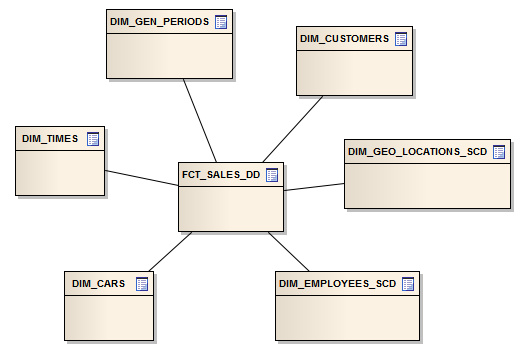 DIM_GEN_PERIODS
DIM_CUSTOMERS
DIM_TIMES
DIM_GEO_LOCATIONS_SCD
FCT_SALES_DD
DIM_CARS
DIM_EMPLOYEES_SCD